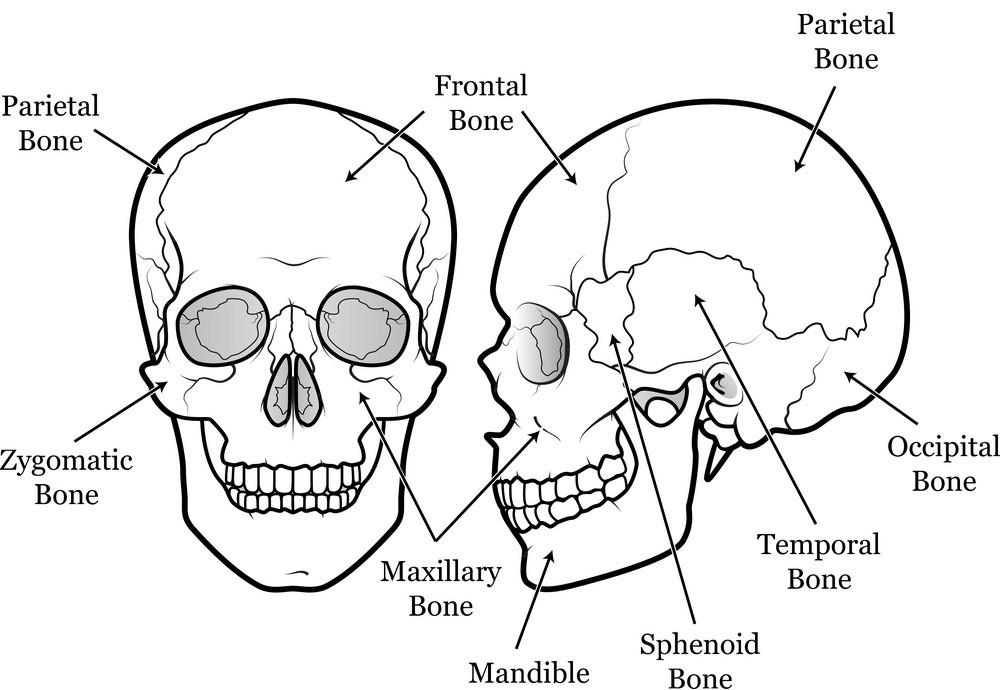 Parietal
Bone
Frontal
Bone
Parietal
Bone
Zygomatic
Bone
Occipital
Bone
Maxillary
Bone
Temporal
Bone
Mandible
Sphenoid
Bone